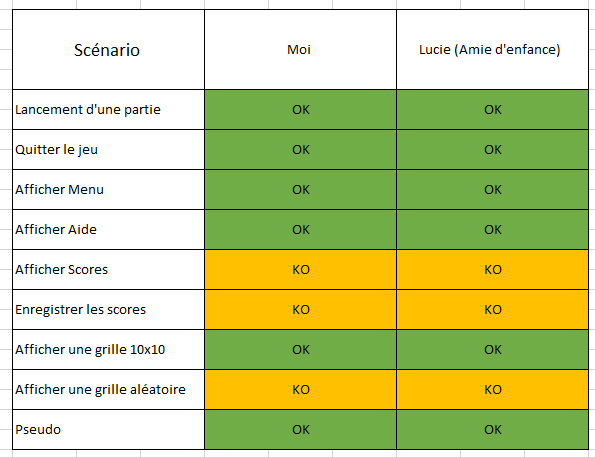 Scénario Moi Lucie (Amie d'enfance)
Lancement d'une partie OK OK
Quitter le jeu OK OK
Afficher Menu OK OK
Afficher Aide OK OK
Afficher Scores KO KO
Enregistrer les scores KO KO
Afficher une grille 10x10 OK OK
Afficher une grille aléatoire KO KO
Pseudo OK OK